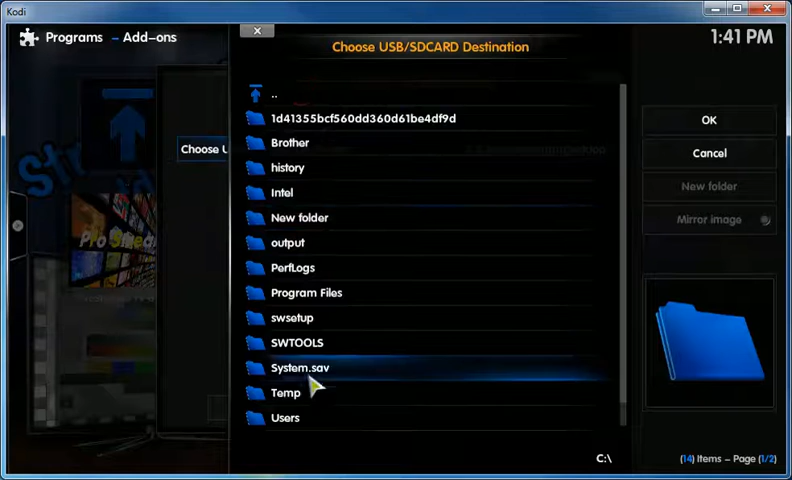 Kodi
Programs - Add-ons
Choose USB/SDCARD Destination
1:41 PM
..
1d41355bcf560dd360d61be4df9d
Brother
history
Intel
New folder
output
PerfLogs
Program Files
swsetup
SWTOOLS
System.sav
Temp
Users
OK
Cancel
New folder
Mirror image
Choose U
C:\
(14) Items - Page (1/2)